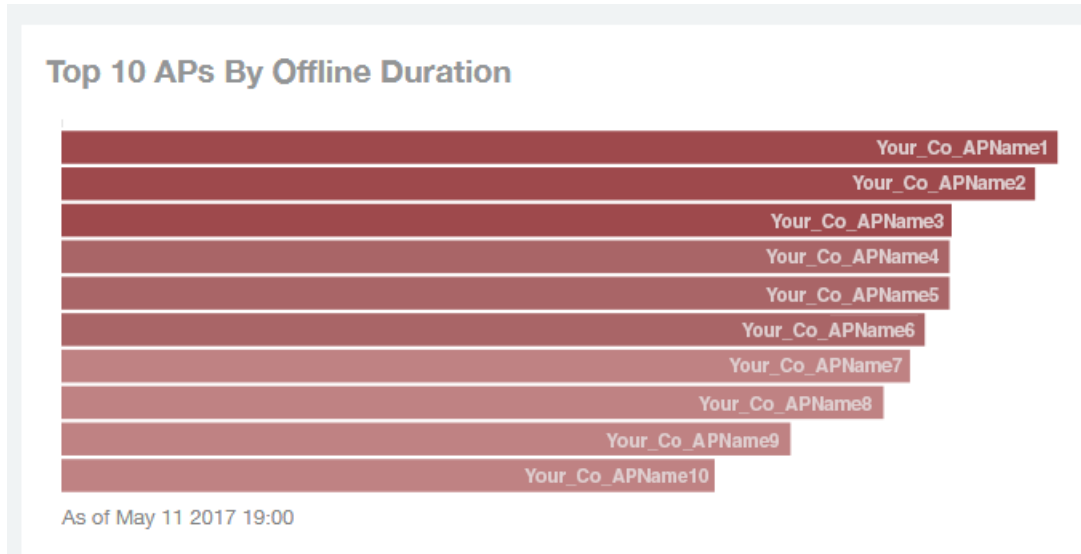 Top 10 APs By Offline Duration
Your_Co_APName1
Your_Co_APName2
Your_Co_APName3
Your_Co_APName4
Your_Co_APName5
Your_Co_APName6
Your_Co_APName7
Your_Co_APName8
Your_Co_APName9
Your_Co_APName10
As of May 11 2017 19:00